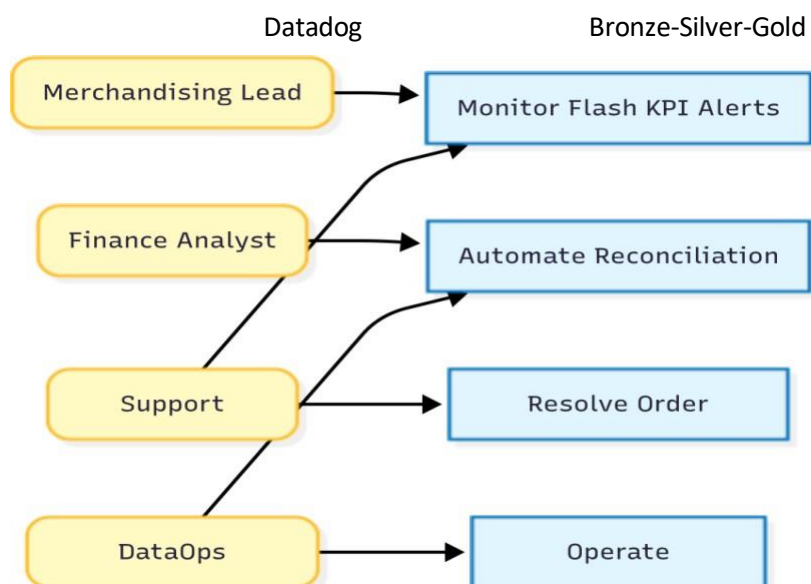 Datadog Bronze-Silver-Gold
Merchandising Lead
Monitor Flash KPI Alerts
Finance Analyst
Automate Reconciliation
Support
Resolve Order
DataOps
Operate